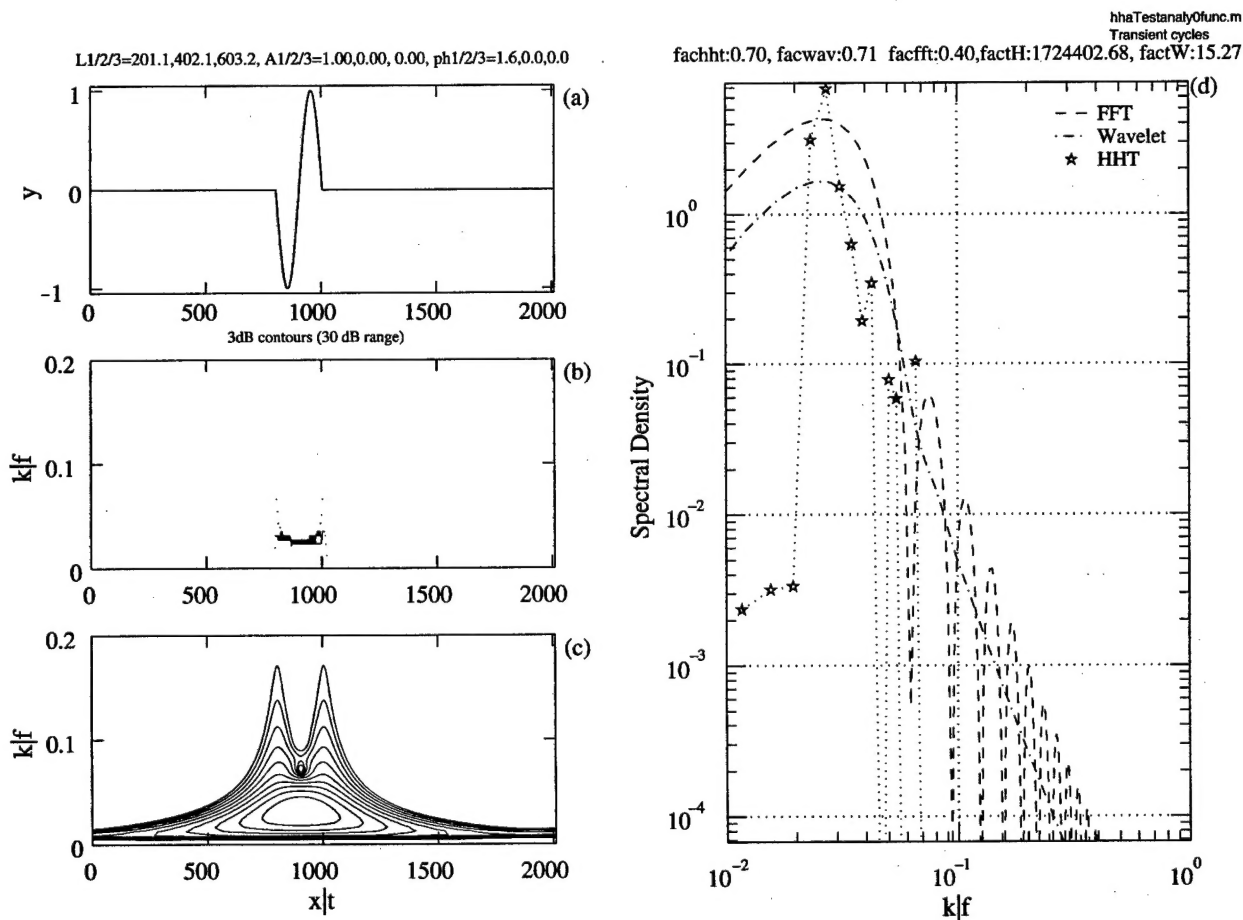 hhaTestanaly0func.m
Transient cycles
L1/2/3=201.1,402.1,603.2, A1/2/3=1.00,0.00, 0.00, ph1/2/3=1.6,0.0,0.0
fachht:0.70, facwav:0.71 facfft:0.40,factH:1724402.68, factW:15.27
(a)
1
0
−1
y
0 500 1000 1500 2000
3dB contours (30 dB range)
(b)
0.2
0.1
0
k|f
0 500 1000 1500 2000
(c)
0.2
0.1
0
k|f
0 500 1000 1500 2000
x|t
(d)
FFT
Wavelet
HHT
10^0
10^−1
10^−2
10^−3
10^−4
Spectral Density
10^−2 10^−1 10^0
k|f